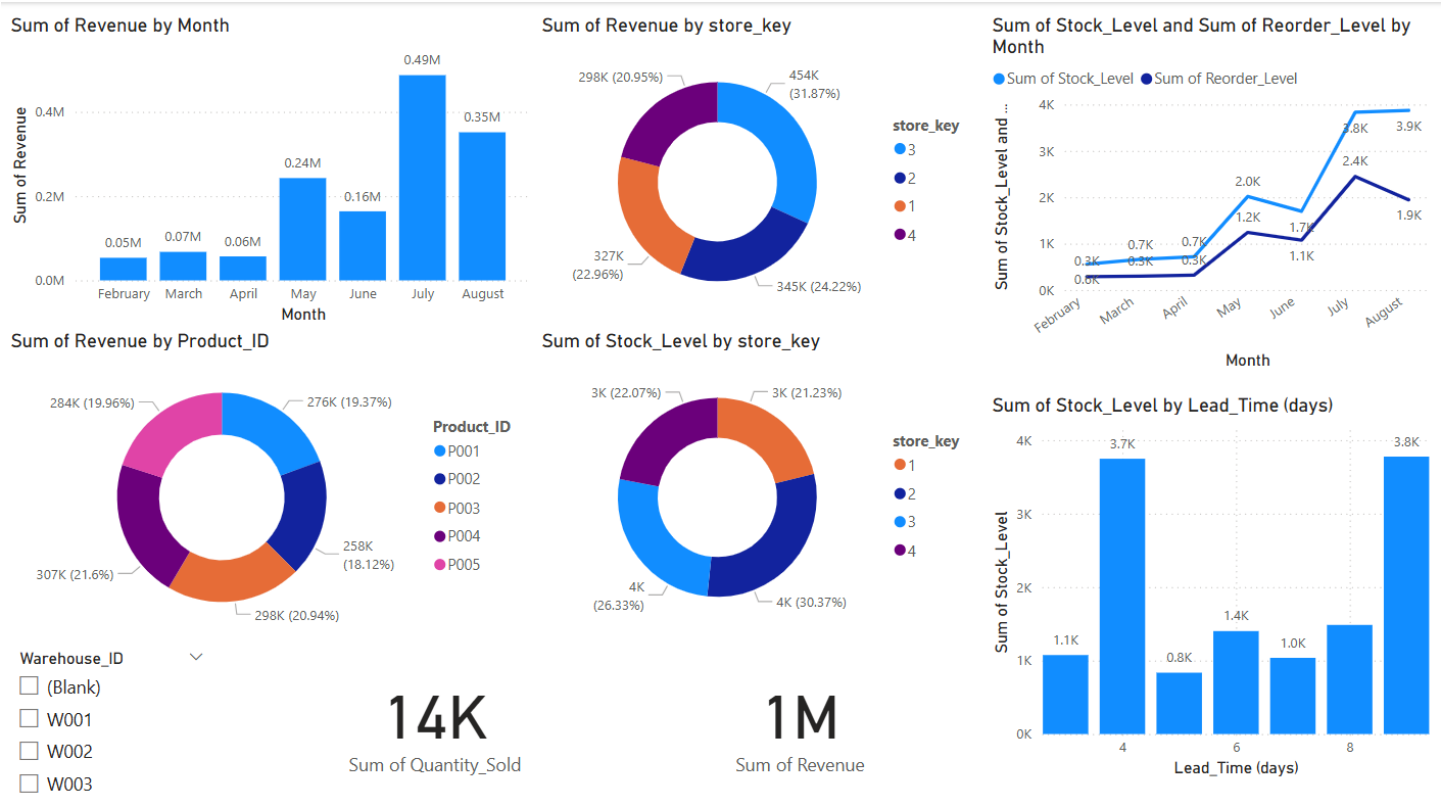 Sum of Revenue by Month
Sum of Revenue
0.4M
0.2M
0.0M
0.05M
0.07M
0.06M
0.24M
0.16M
0.49M
0.35M
February
March
April
May
June
July
August
Month
Sum of Revenue by store_key
298K (20.95%)
454K
(31.87%)
327K
(22.96%)
345K (24.22%)
store_key
3
2
1
4
Sum of Stock_Level and Sum of Reorder_Level by
Month
Sum of Stock_Level
Sum of Reorder_Level
Sum of Stock_Level and ...
4K
3K
2K
1K
0K
0.3K
0.6K
0.7K
0.3K
0.7K
0.3K
2.0K
1.2K
1.7K
1.1K
3.8K
2.4K
3.9K
1.9K
February
March
April
May
June
July
August
Month
Sum of Revenue by Product_ID
284K (19.96%)
276K (19.37%)
307K (21.6%)
258K
(18.12%)
298K (20.94%)
Product_ID
P001
P002
P003
P004
P005
Sum of Stock_Level by store_key
3K (22.07%)
3K (21.23%)
4K
(26.33%)
4K (30.37%)
store_key
1
2
3
4
Sum of Stock_Level by Lead_Time (days)
Sum of Stock_Level
4K
3K
2K
1K
0K
1.1K
3.7K
0.8K
1.4K
1.0K
3.8K
4
6
8
Lead_Time (days)
Warehouse_ID
(Blank)
W001
W002
W003
14K
Sum of Quantity_Sold
1M
Sum of Revenue